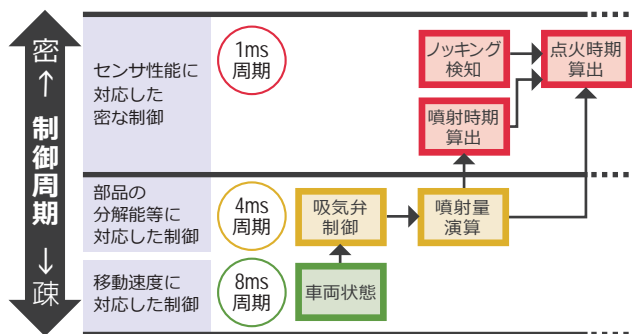 密
↑
制御周期
↓
疎
センサ性能に
対応した
密な制御
1ms
周期
ノッキング
検知
点火時期
算出
噴射時期
算出
部品の
分解能等に
対応した制御
4ms
周期
吸気弁
制御
噴射量
演算
移動速度に
対応した制御
8ms
周期
車両状態